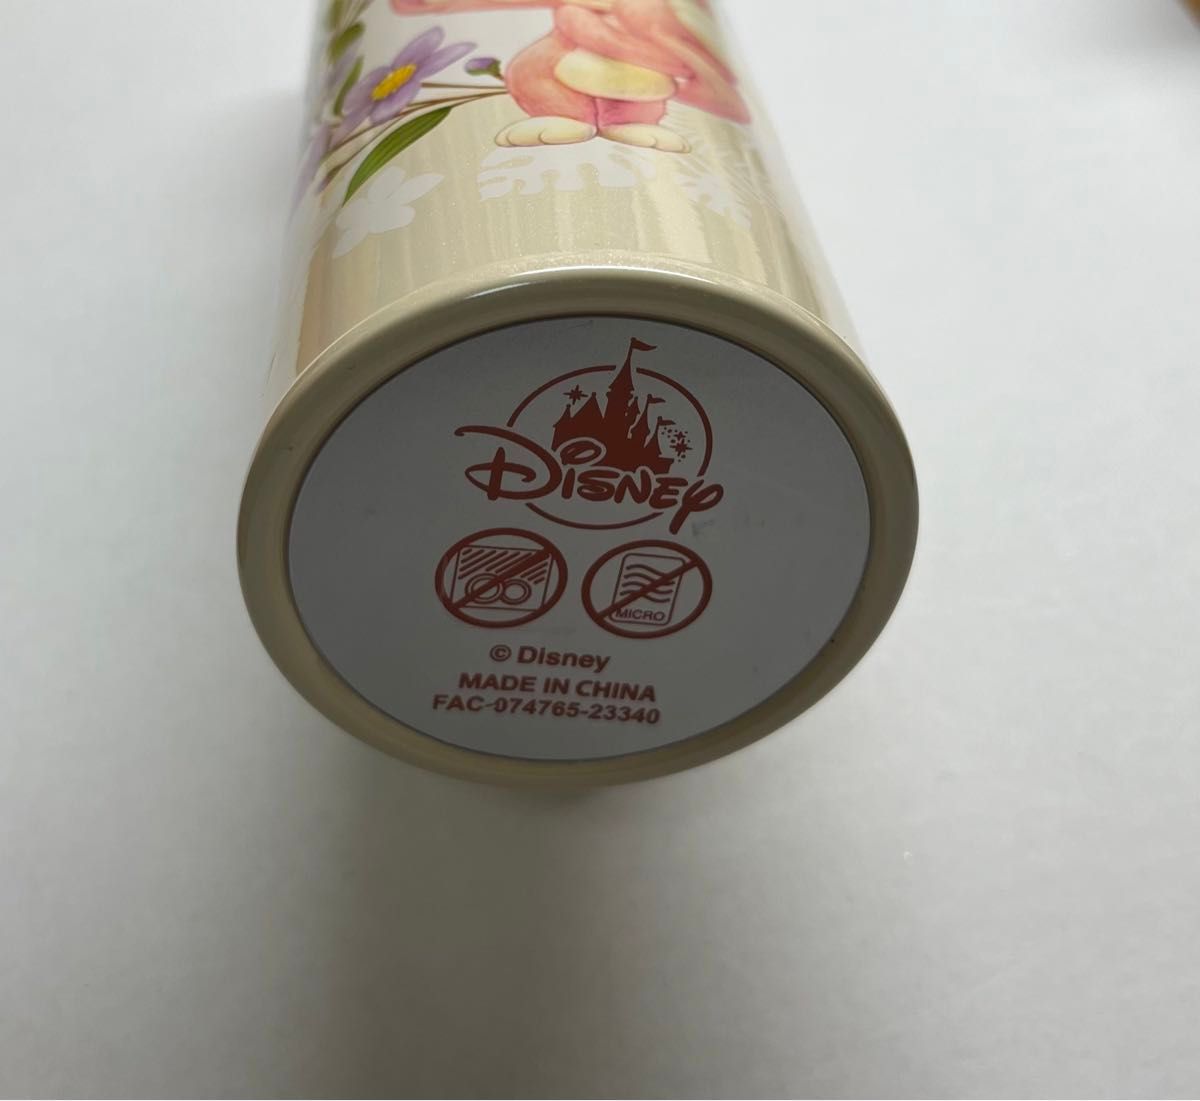 Disney
MICRO
© Disney
MADE IN CHINA
FAC-074765-23340